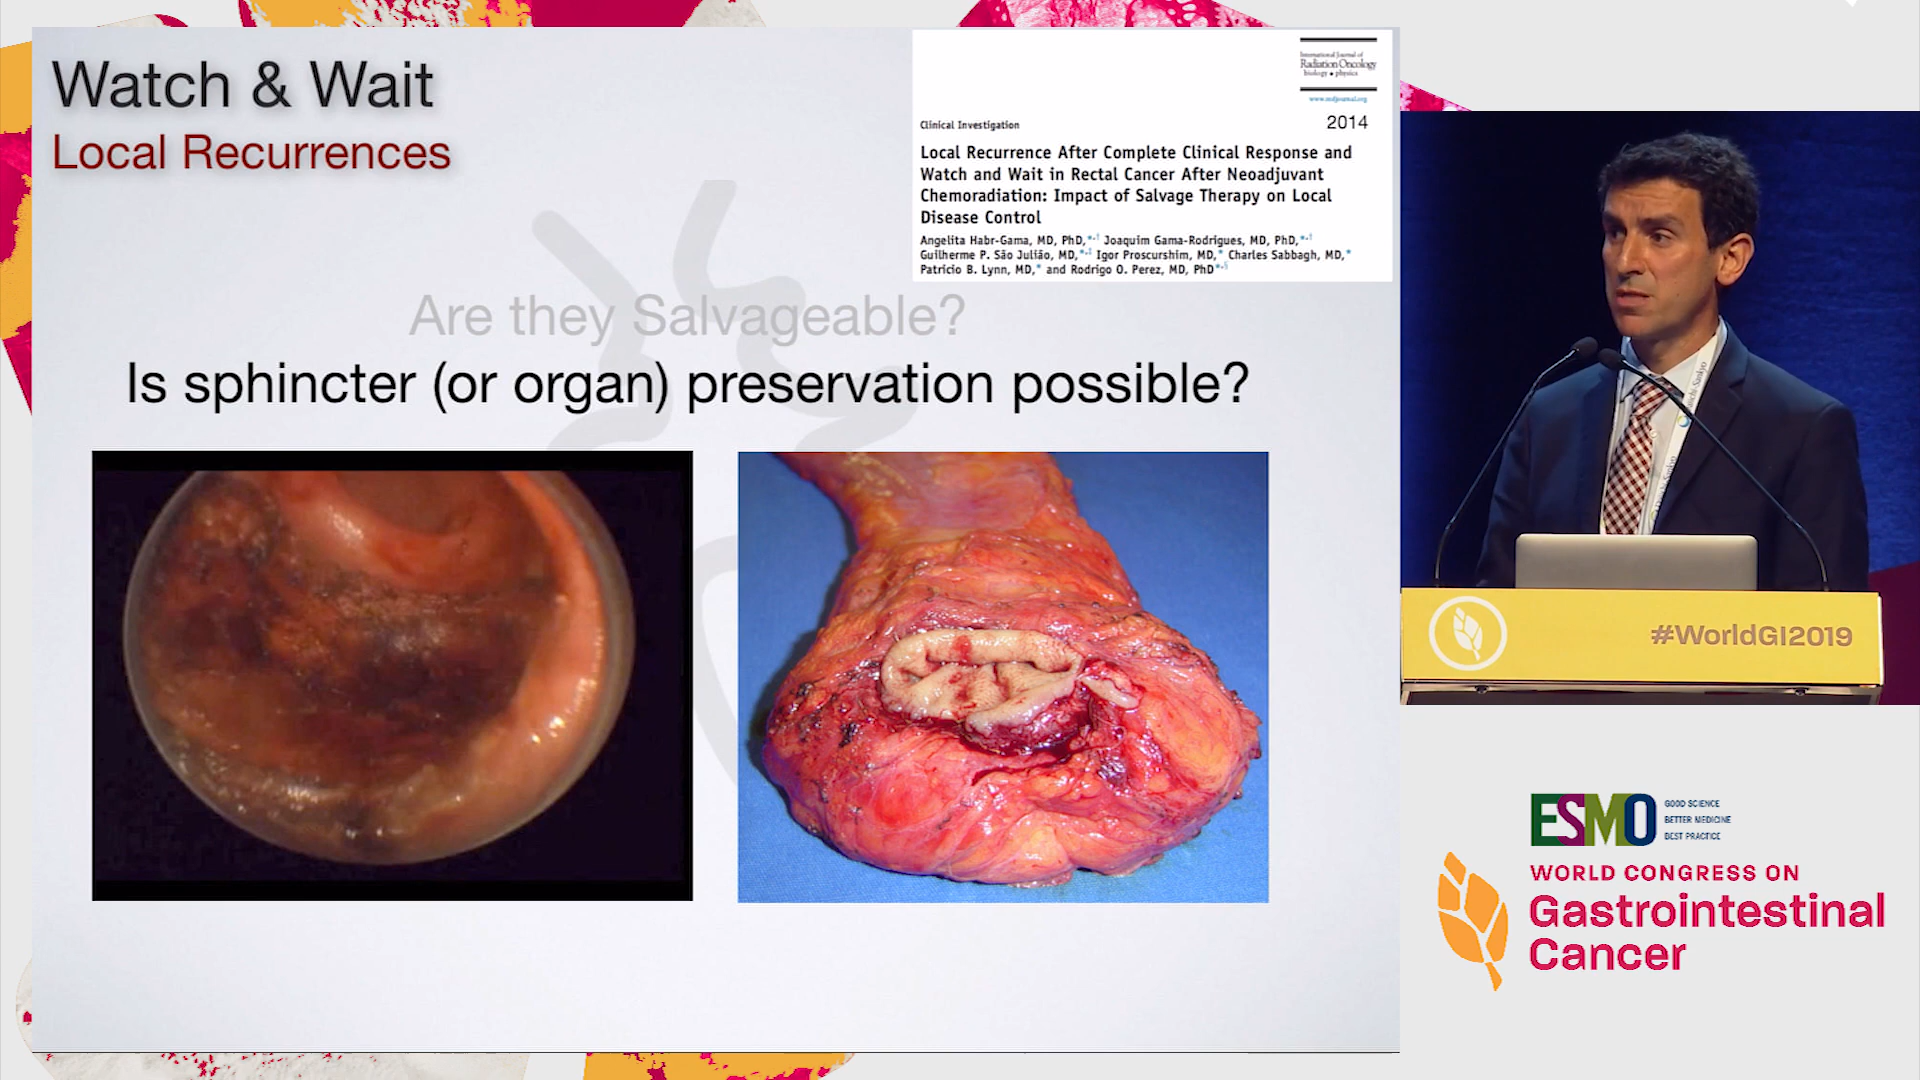 Watch & Wait
Local Recurrences
International Journal of
Radiation Oncology
biology • physics
www.redjournal.org
Clinical Investigation
2014
Local Recurrence After Complete Clinical Response and
Watch and Wait in Rectal Cancer After Neoadjuvant
Chemoradiation: Impact of Salvage Therapy on Local
Disease Control
Angelita Habr-Gama, MD, PhD,*,† Joaquim Gama-Rodrigues, MD, PhD,*,†
Guilherme P. São Julião, MD,*,‡ Igor Proscurshim, MD,* Charles Sabbagh, MD,*
Patricio B. Lynn, MD,* and Rodrigo O. Perez, MD, PhD*,§
Are they Salvageable?
Is sphincter (or organ) preservation possible?
Daiichi-Sankyo
#WorldGI2019
ESMO
GOOD SCIENCE
BETTER MEDICINE
BEST PRACTICE
WORLD CONGRESS ON
Gastrointestinal
Cancer